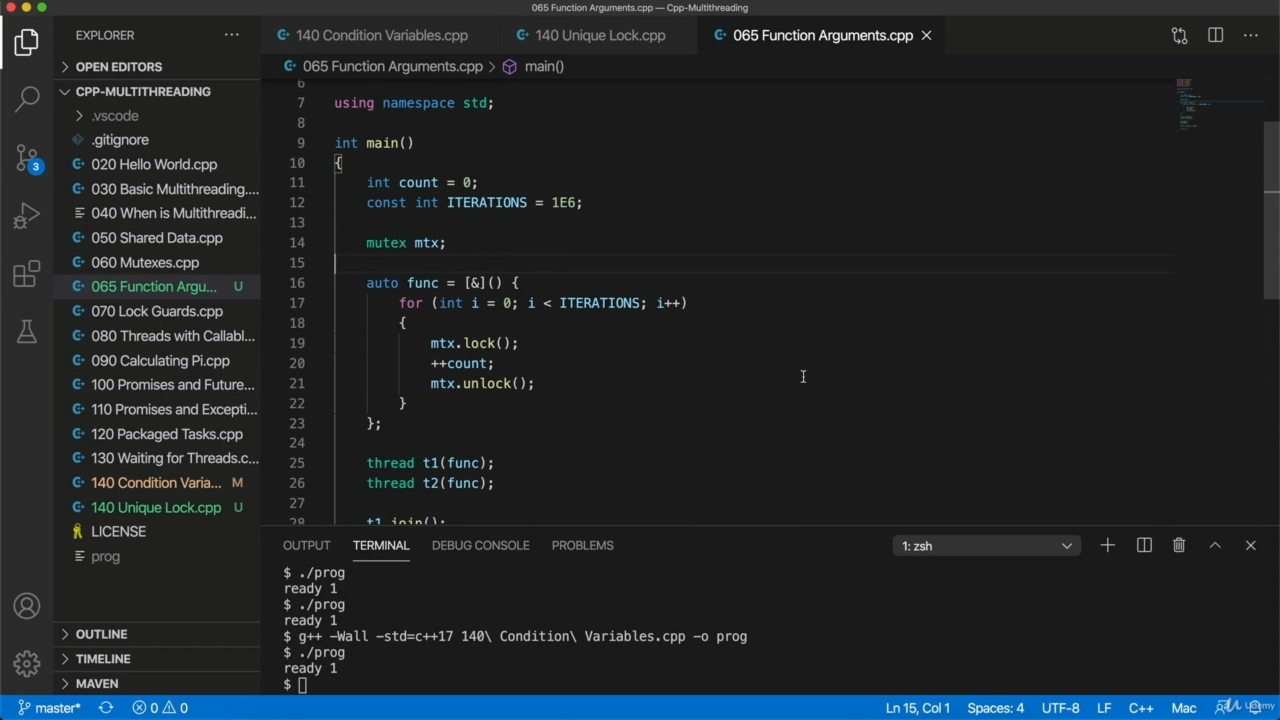 065 Function Arguments.cpp — Cpp-Multithreading
EXPLORER
140 Condition Variables.cpp
140 Unique Lock.cpp
065 Function Arguments.cpp
OPEN EDITORS
065 Function Arguments.cpp > main()
CPP-MULTITHREADING
.vscode
.gitignore
020 Hello World.cpp
030 Basic Multithreading....
040 When is Multithreadi...
050 Shared Data.cpp
060 Mutexes.cpp
065 Function Argu... U
070 Lock Guards.cpp
080 Threads with Callabl...
090 Calculating Pi.cpp
100 Promises and Future...
110 Promises and Excepti...
120 Packaged Tasks.cpp
130 Waiting for Threads.c...
140 Condition Varia... M
140 Unique Lock.cpp U
LICENSE
prog
OUTLINE
TIMELINE
MAVEN
3
6
7 using namespace std;
8
9 int main()
10 {
11 int count = 0;
12 const int ITERATIONS = 1E6;
13
14 mutex mtx;
15
16 auto func = [&]() {
17 for (int i = 0; i < ITERATIONS; i++)
18 {
19 mtx.lock();
20 ++count;
21 mtx.unlock();
22 }
23 };
24
25 thread t1(func);
26 thread t2(func);
27
28 t1.join();
OUTPUT TERMINAL DEBUG CONSOLE PROBLEMS 1: zsh
$ ./prog
ready 1
$ ./prog
ready 1
$ g++ -Wall -std=c++17 140\ Condition\ Variables.cpp -o prog
$ ./prog
ready 1
$
master* 0 0 Ln 15, Col 1 Spaces: 4 UTF-8 LF C++ Mac
Udemy